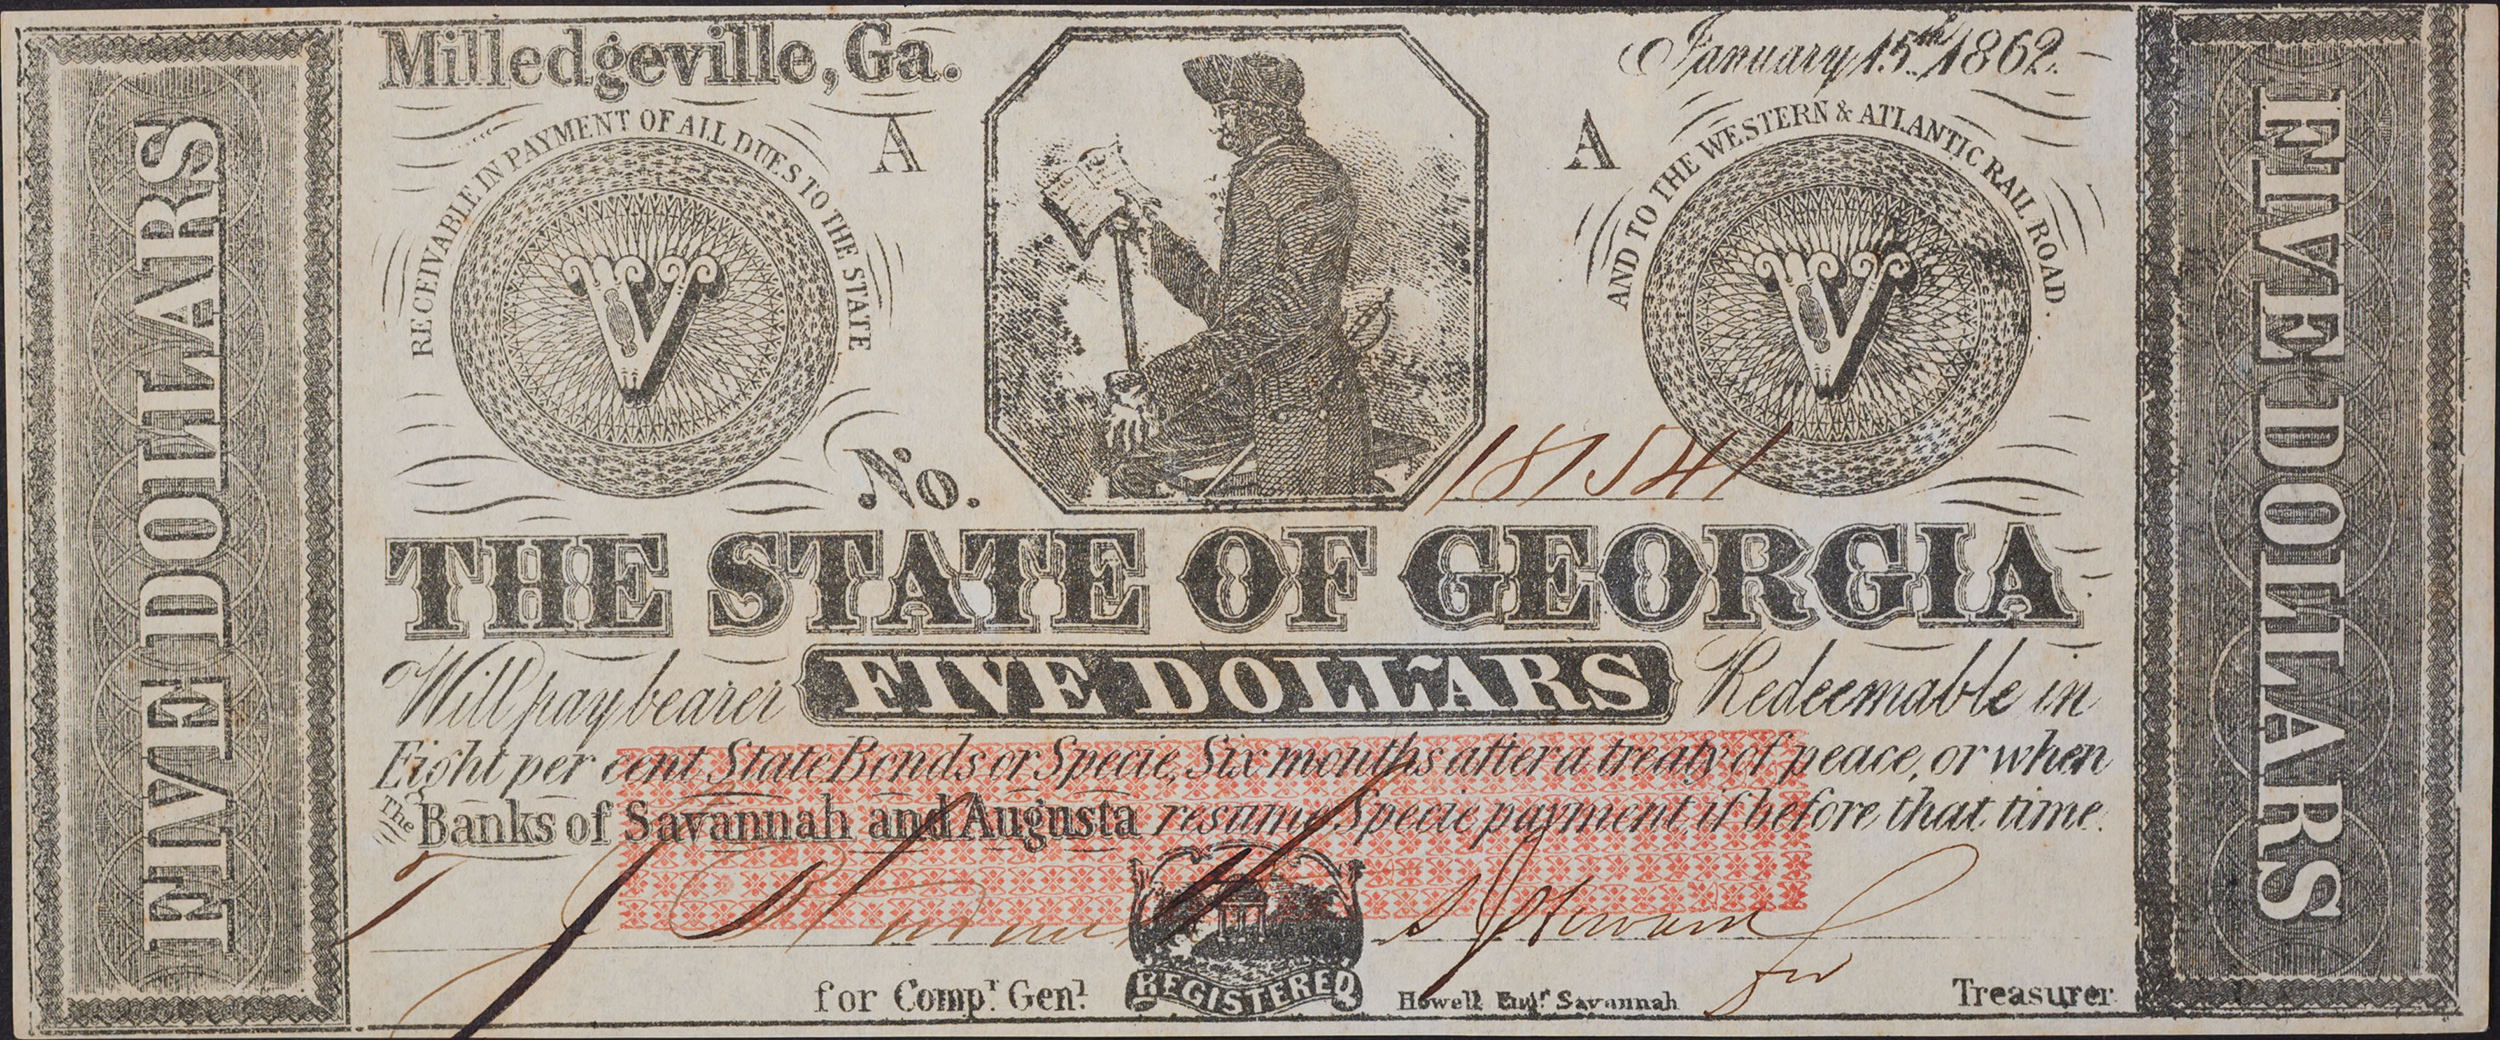 Milledgeville, Ga.
January 15th 1862.
RECEIVABLE IN PAYMENT OF ALL DUES TO THE STATE
A
A
AND TO THE WESTERN & ATLANTIC RAIL ROAD.
V
V
FIVE DOLLARS
FIVE DOLLARS
No.
187541
THE STATE OF GEORGIA
Will pay bearer FIVE DOLLARS Redeemable in
Eight per cent State Bonds or Specie, Six months after a treaty of peace, or when
The Banks of Savannah and Augusta resume Specie payment if before that time.
for
for Compr. Genl.
REGISTERED
Howell Engr. Savannah
Treasurer